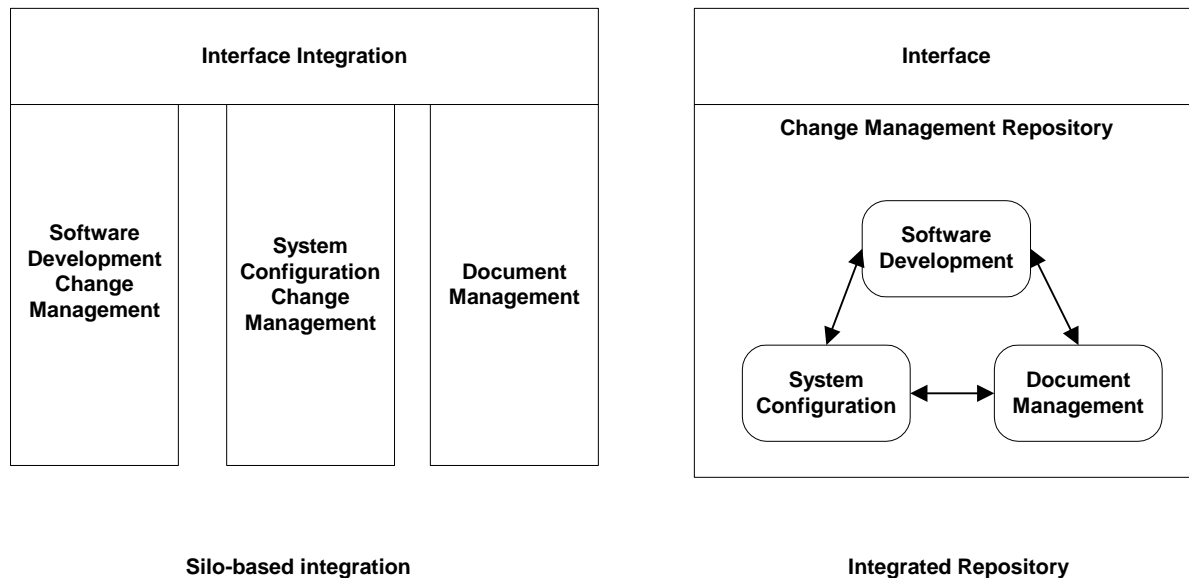 Interface Integration
Software
Development
Change
Management
System
Configuration
Change
Management
Document
Management
Silo-based integration
Interface
Change Management Repository
Software
Development
System
Configuration
Document
Management
Integrated Repository